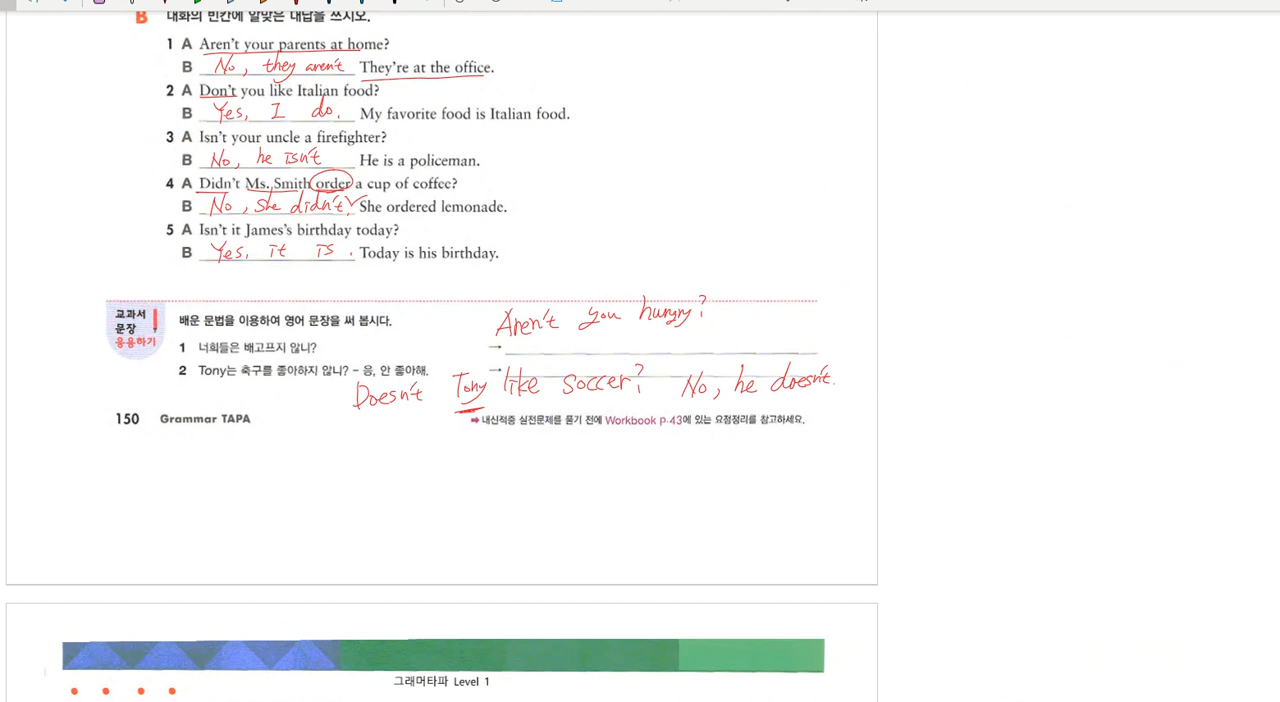 B 대화의 빈칸에 알맞은 대답을 쓰시오.
1 A Aren't your parents at home?
B No, they aren't They're at the office.
2 A Don't you like Italian food?
B Yes, I do. My favorite food is Italian food.
3 A Isn't your uncle a firefighter?
B No, he isn't He is a policeman.
4 A Didn't Ms. Smith order a cup of coffee?
B No, she didn't. She ordered lemonade.
5 A Isn't it James's birthday today?
B Yes, it is. Today is his birthday.
교과서
문장
응용하기
배운 문법을 이용하여 영어 문장을 써 봅시다.
Aren't you hungry?
1 너희들은 배고프지 않니? →
2 Tony는 축구를 좋아하지 않니? – 응, 안 좋아해. →
Doesn't Tony like soccer? No, he doesn't.
150 Grammar TAPA
➡ 내신적중 실전문제를 풀기 전에 Workbook p.43에 있는 요점정리를 참고하세요.
그래머타파 Level 1